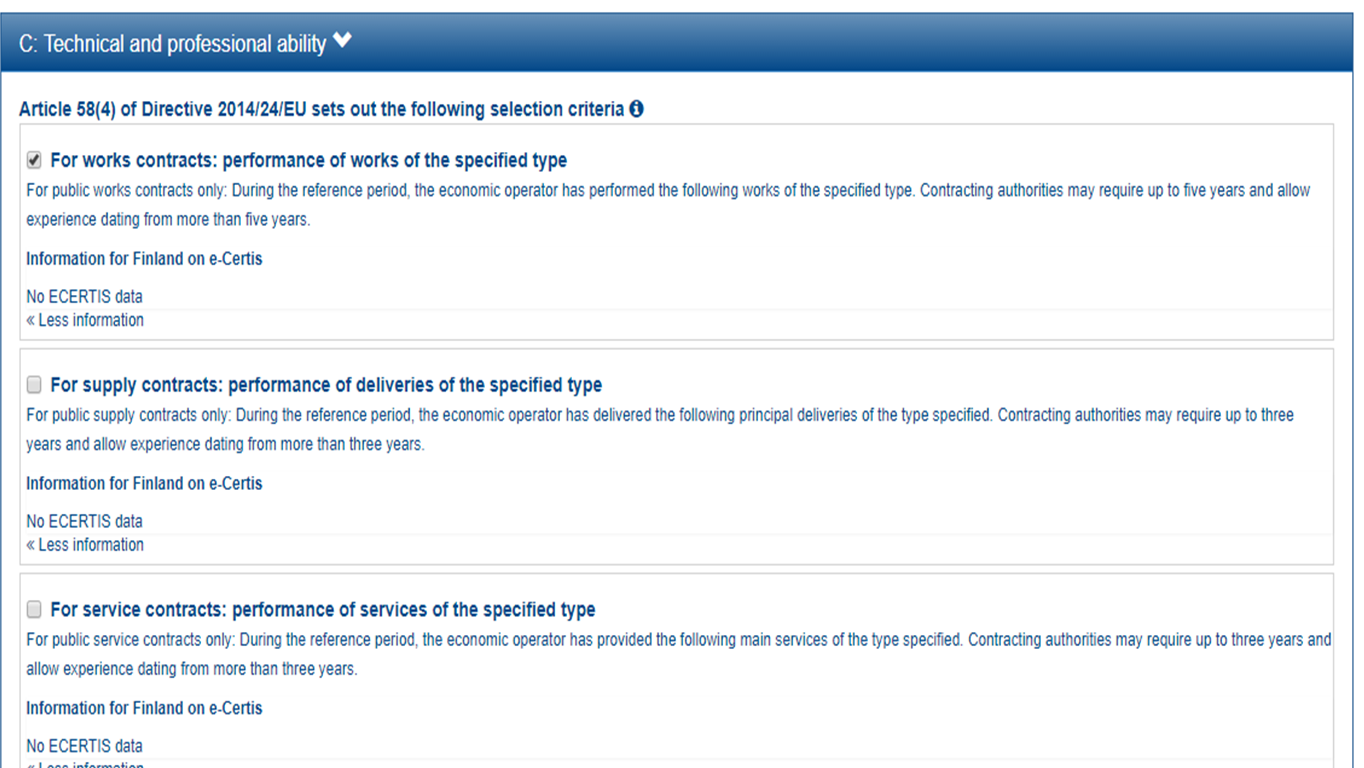 C: Technical and professional ability
Article 58(4) of Directive 2014/24/EU sets out the following selection criteria
For works contracts: performance of works of the specified type
For public works contracts only: During the reference period, the economic operator has performed the following works of the specified type. Contracting authorities may require up to five years and allow
experience dating from more than five years.
Information for Finland on e-Certis
No ECERTIS data
« Less information
For supply contracts: performance of deliveries of the specified type
For public supply contracts only: During the reference period, the economic operator has delivered the following principal deliveries of the type specified. Contracting authorities may require up to three
years and allow experience dating from more than three years.
Information for Finland on e-Certis
No ECERTIS data
« Less information
For service contracts: performance of services of the specified type
For public service contracts only: During the reference period, the economic operator has provided the following main services of the type specified. Contracting authorities may require up to three years and
allow experience dating from more than three years.
Information for Finland on e-Certis
No ECERTIS data
« Less information